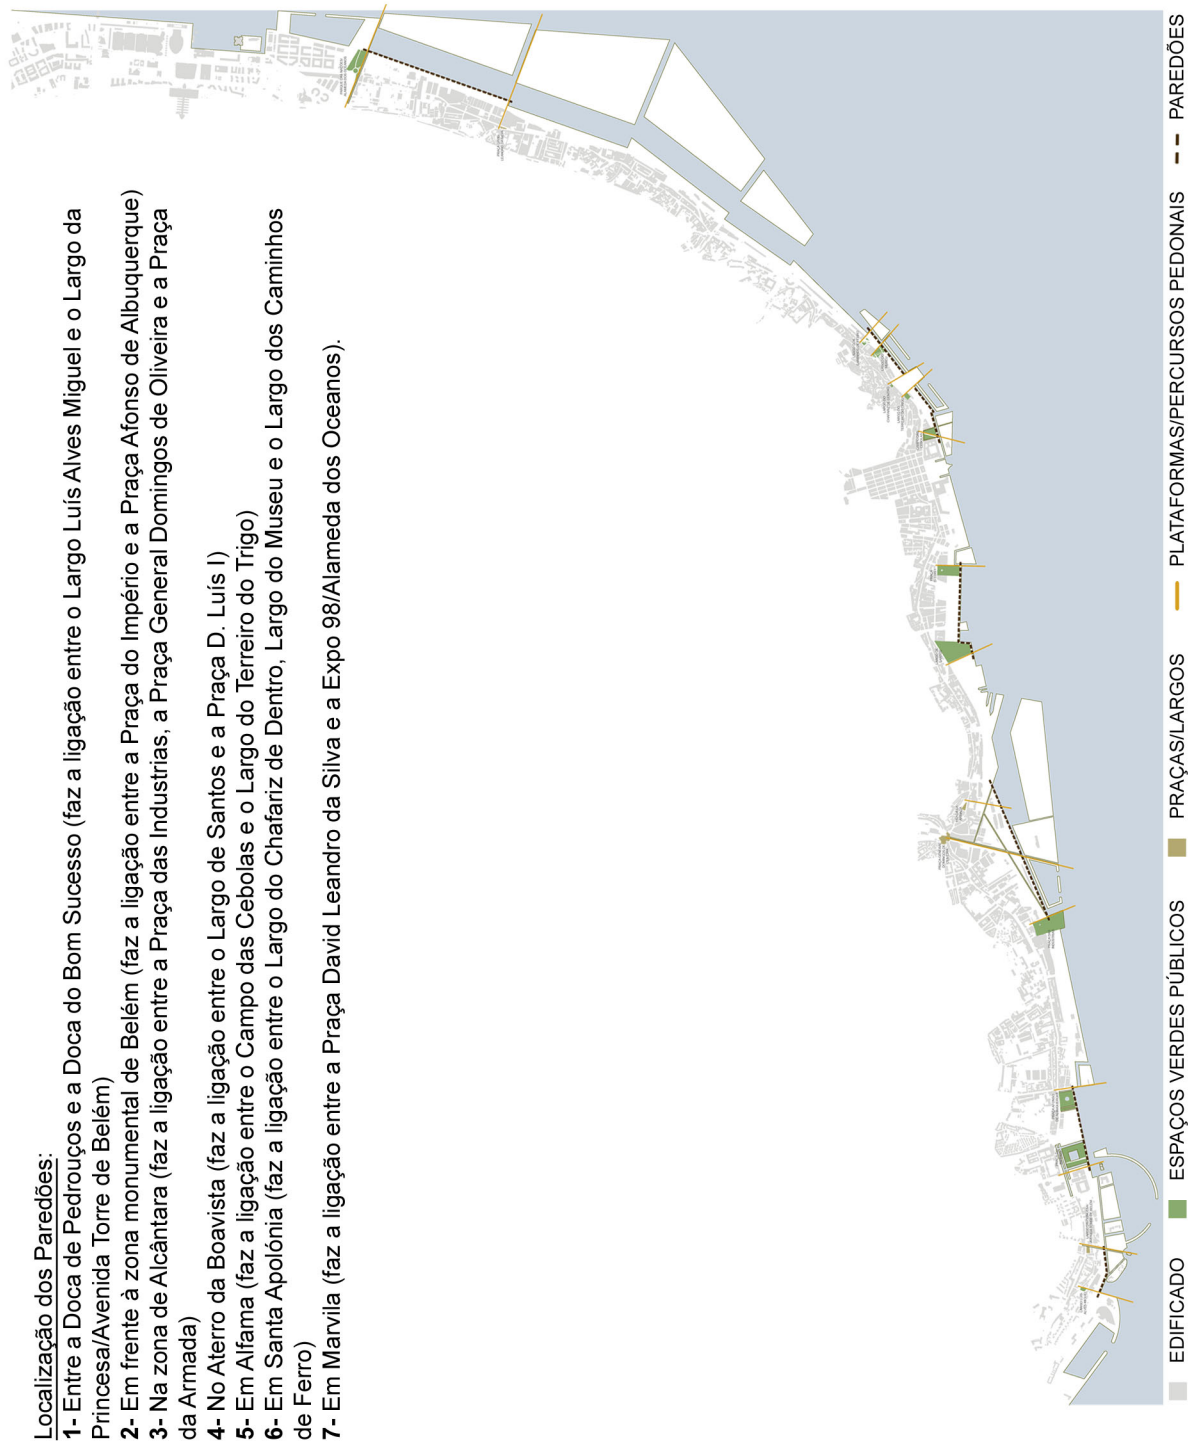 Localização dos Paredões:
1- Entre a Doca de Pedrouços e a Doca do Bom Sucesso (faz a ligação entre o Largo Luís Alves Miguel e o Largo da
Princesa/Avenida Torre de Belém)
2- Em frente à zona monumental de Belém (faz a ligação entre a Praça do Império e a Praça Afonso de Albuquerque)
3- Na zona de Alcântara (faz a ligação entre a Praça das Industrias, a Praça General Domingos de Oliveira e a Praça
da Armada)
4- No Aterro da Boavista (faz a ligação entre o Largo de Santos e a Praça D. Luís I)
5- Em Alfama (faz a ligação entre o Campo das Cebolas e o Largo do Terreiro do Trigo)
6- Em Santa Apolónia (faz a ligação entre o Largo do Chafariz de Dentro, Largo do Museu e o Largo dos Caminhos
de Ferro)
7- Em Marvila (faz a ligação entre a Praça David Leandro da Silva e a Expo 98/Alameda dos Oceanos).
EDIFICADO
ESPAÇOS VERDES PÚBLICOS
PRAÇAS/LARGOS
PLATAFORMAS/PERCURSOS PEDONAIS
PAREDÕES